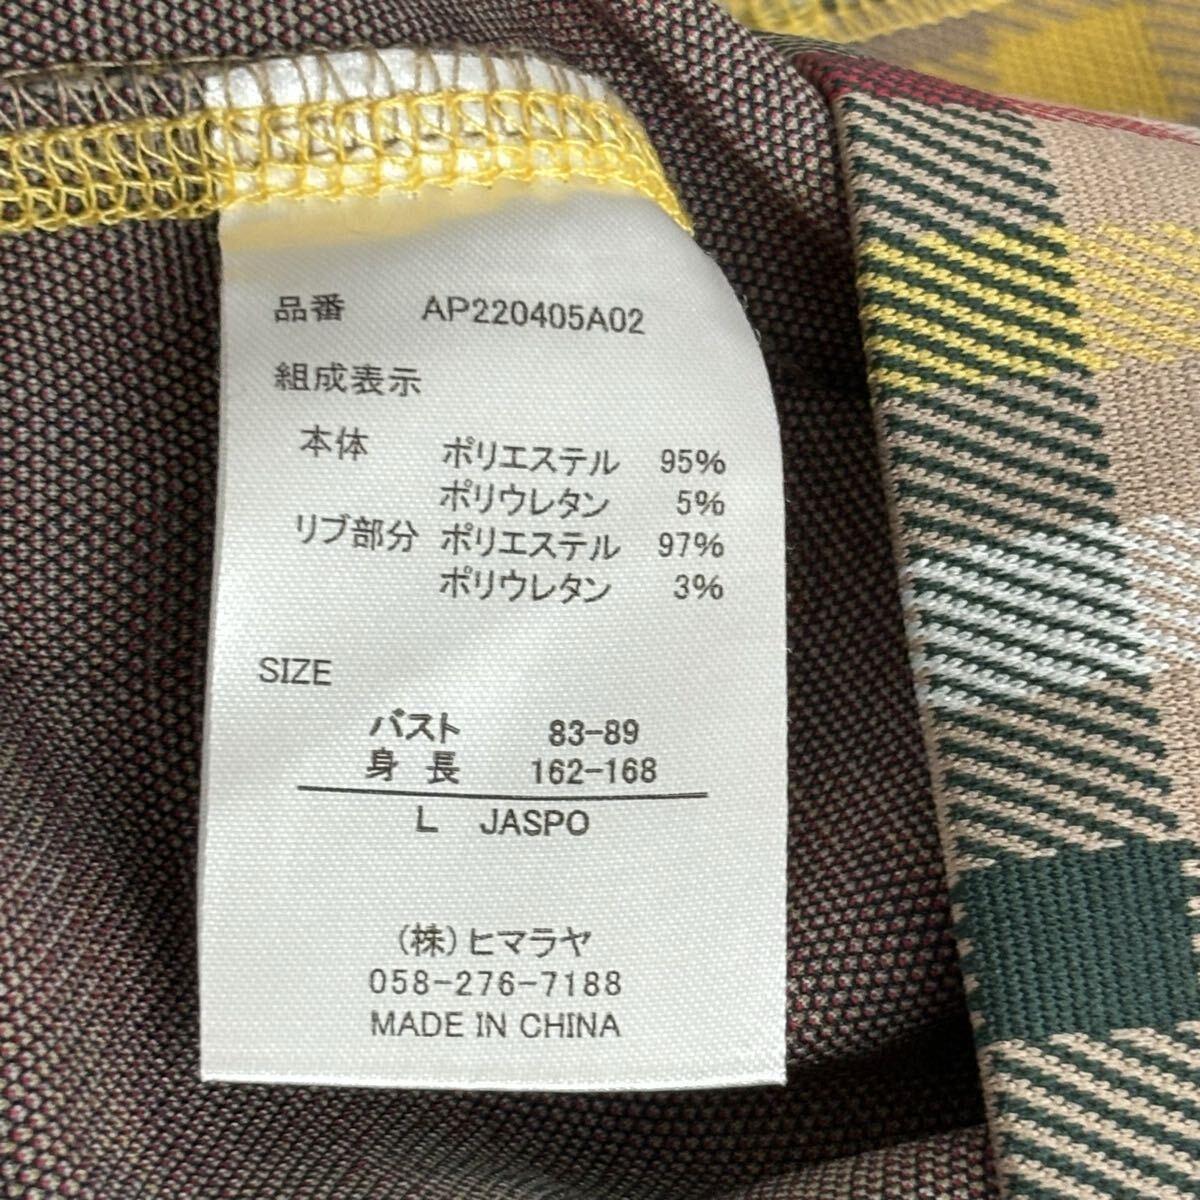 品番 AP220405A02
組成表示
本体 ポリエステル 95%
ポリウレタン 5%
リブ部分 ポリエステル 97%
ポリウレタン 3%
SIZE
バスト 83-89
身長 162-168
L JASPO
(株)ヒマラヤ
058-276-7188
MADE IN CHINA